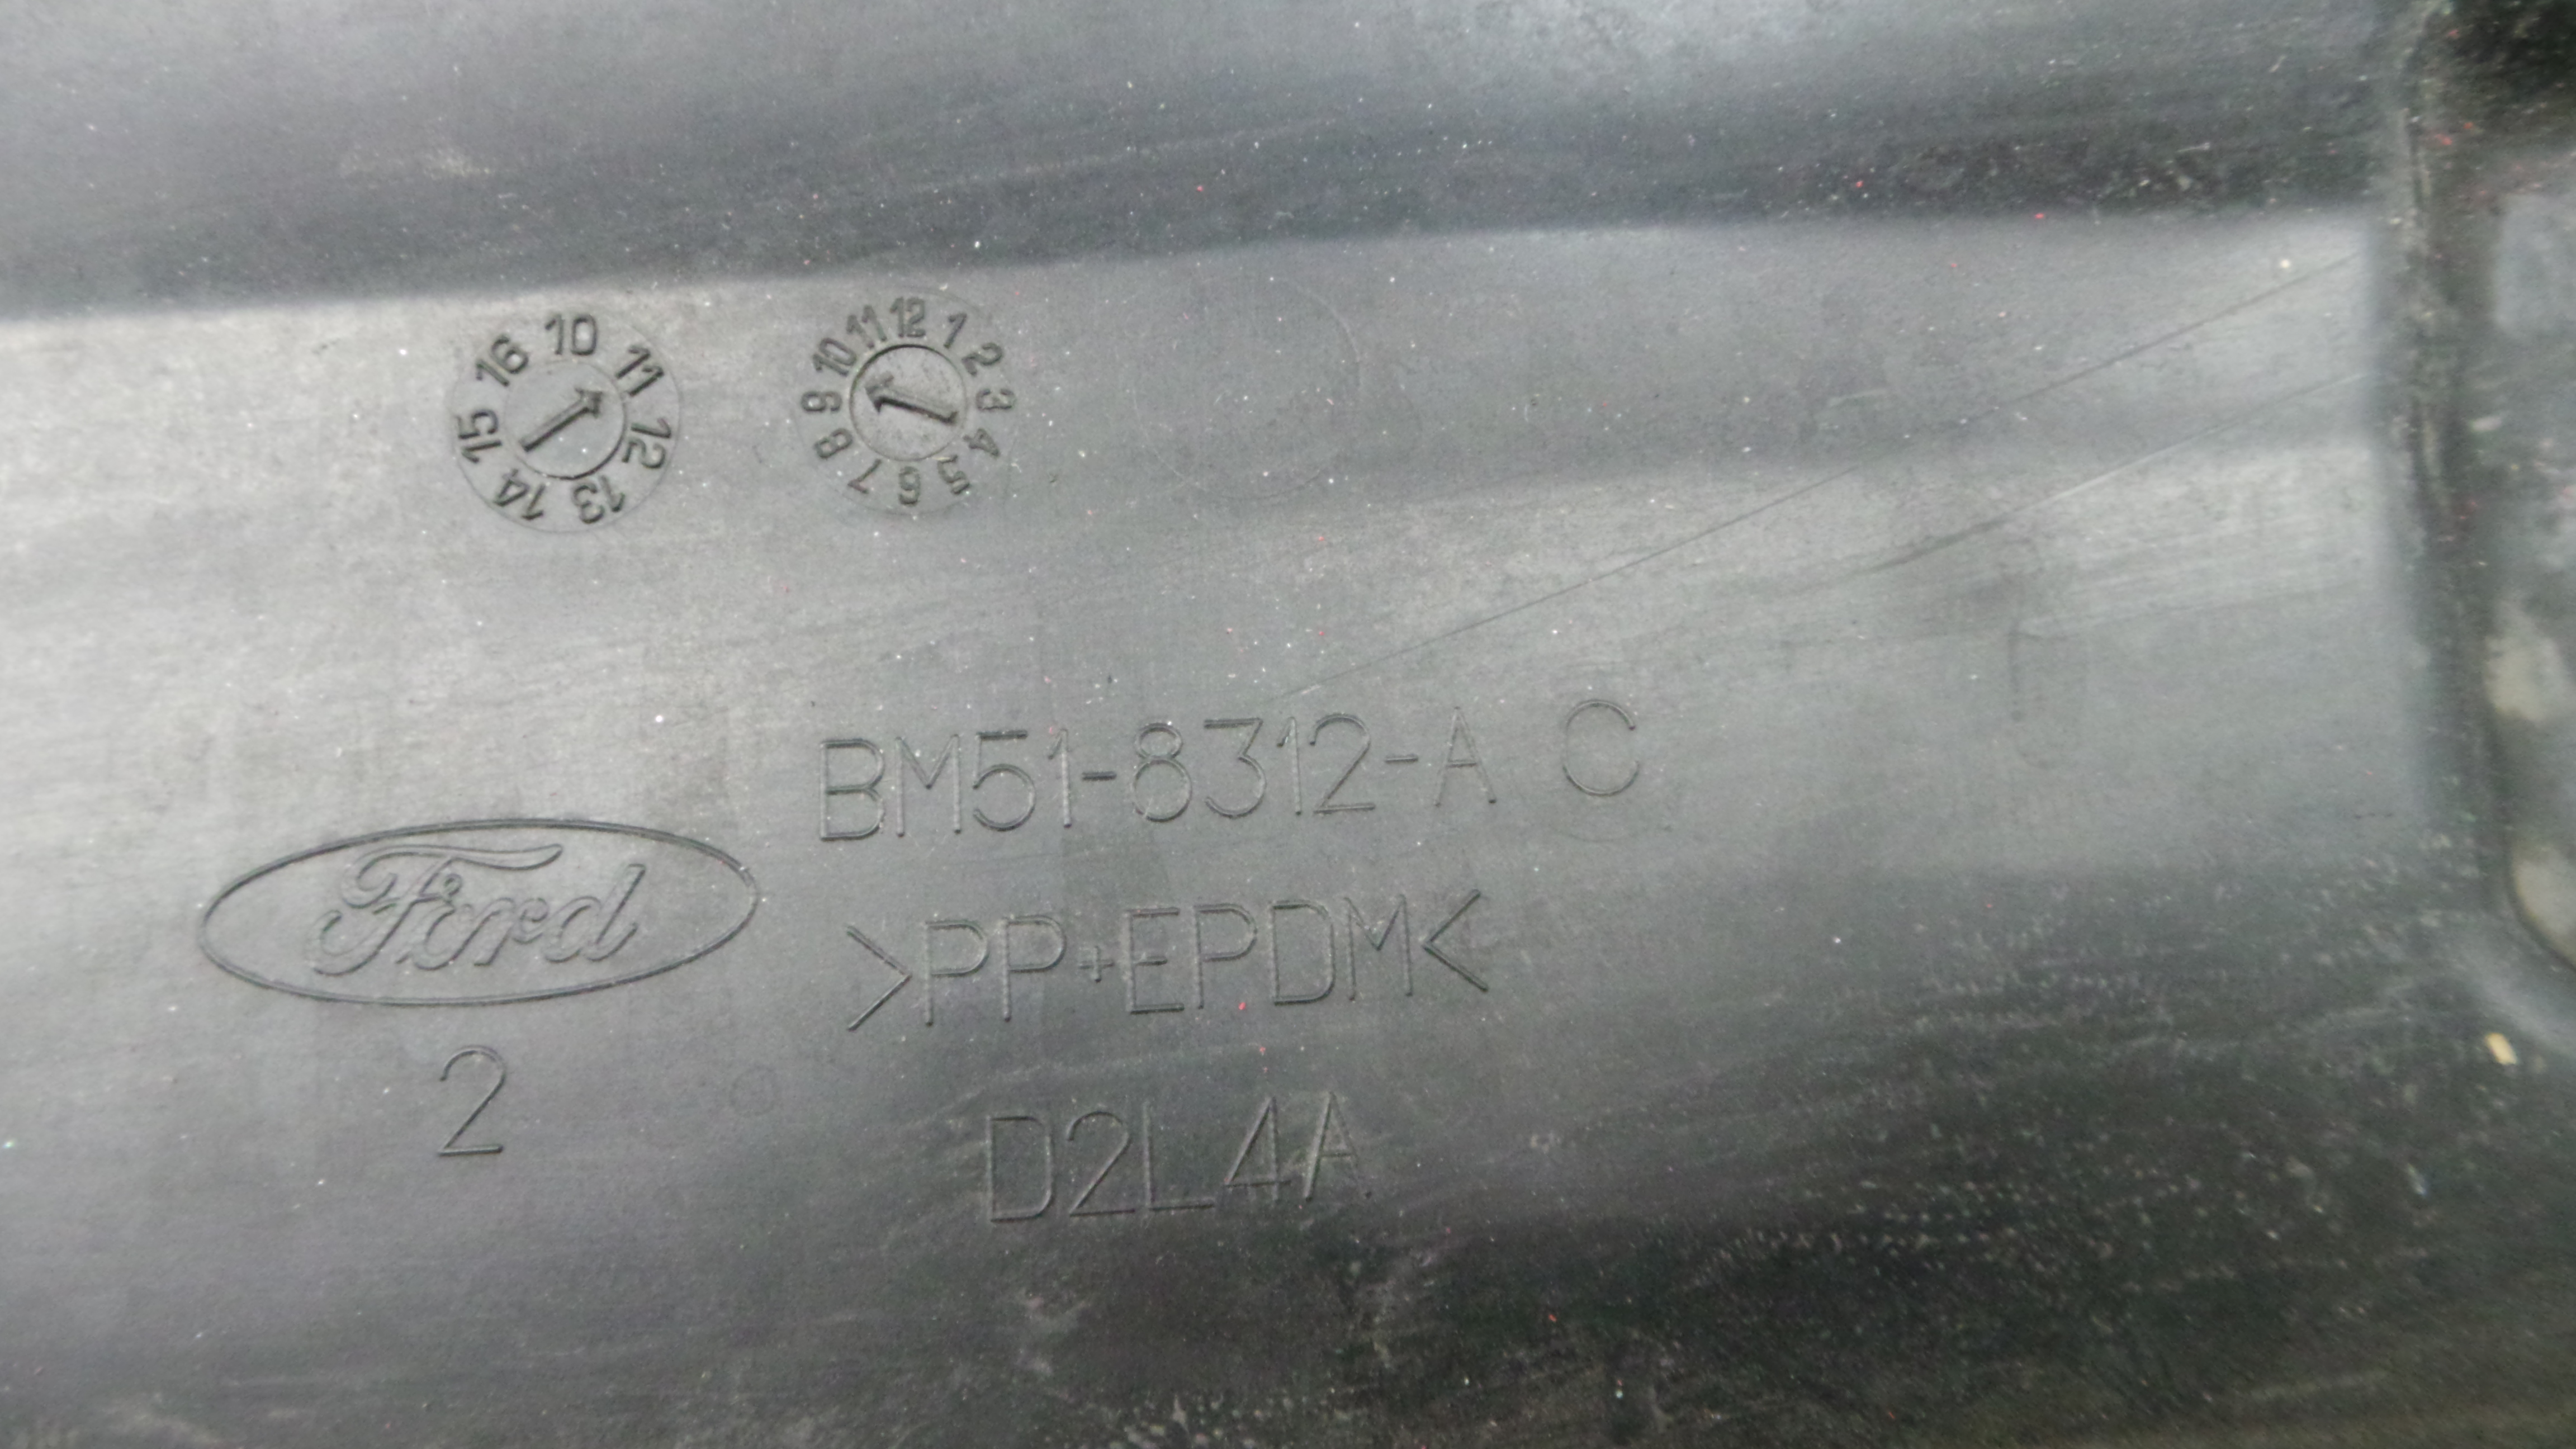 10 11 12 13 14 15 16
12 1 2 3 4 5 6 7 8 9 10 11
BM51-8312-A C
Ford
>PP+EPDM<
2
D2L4A